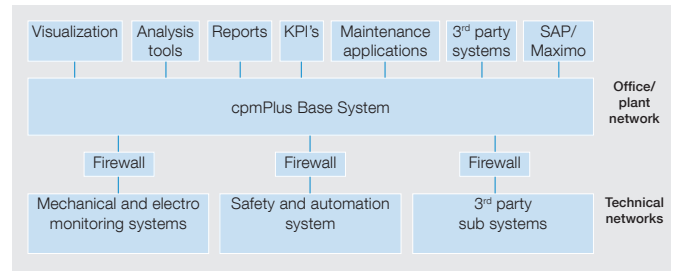 Visualization
Analysis
tools
Reports
KPI's
Maintenance
applications
3rd party
systems
SAP/
Maximo
cpmPlus Base System
Office/
plant
network
Firewall
Firewall
Firewall
Mechanical and electro
monitoring systems
Safety and automation
system
3rd party
sub systems
Technical
networks